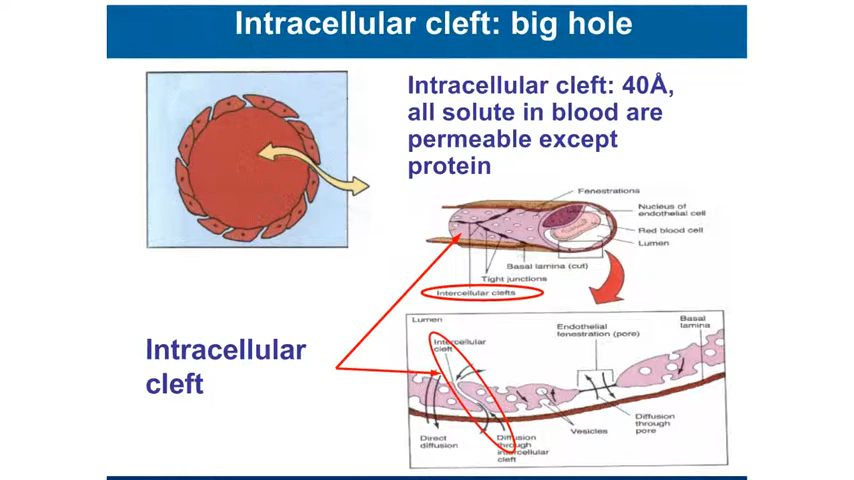 Intracellular cleft: big hole
Intracellular cleft: 40Å,
all solute in blood are
permeable except
protein
Fenestrations
Nucleus of
endothelial cell
Red blood cell
Lumen
Basal lamina (cut)
Tight junctions
Intercellular clefts
Intracellular
cleft
Lumen
Intercellular
cleft
Endothelial
fenestration (pore)
Basal
lamina
Direct
diffusion
Diffusion
through
intercellular
cleft
Vesicles
Diffusion
through
pore